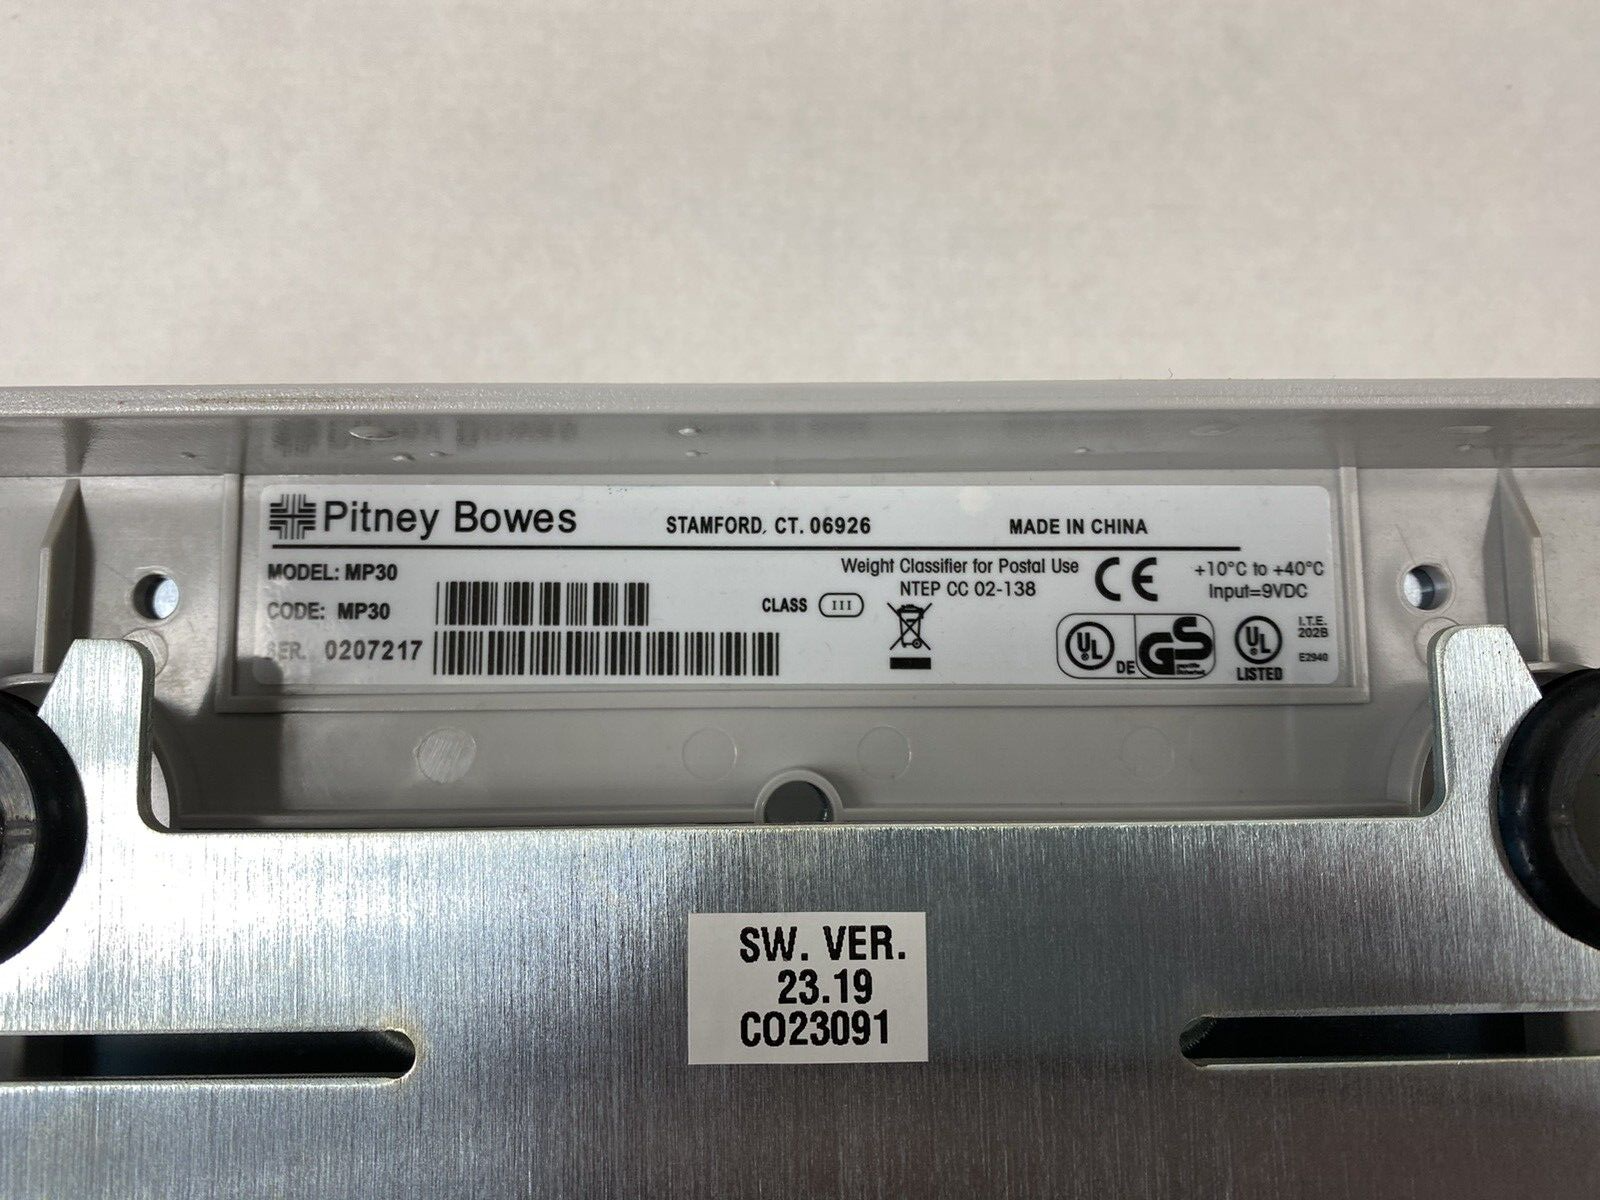 Pitney Bowes STAMFORD, CT. 06926 MADE IN CHINA
MODEL: MP30
CODE: MP30
SER. 0207217
CLASS III
Weight Classifier for Postal Use
NTEP CC 02-138
CE
+10°C to +40°C
Input=9VDC
UL DE GS
UL
LISTED
I.T.E.
202B
E2940
SW. VER.
23.19
CO23091